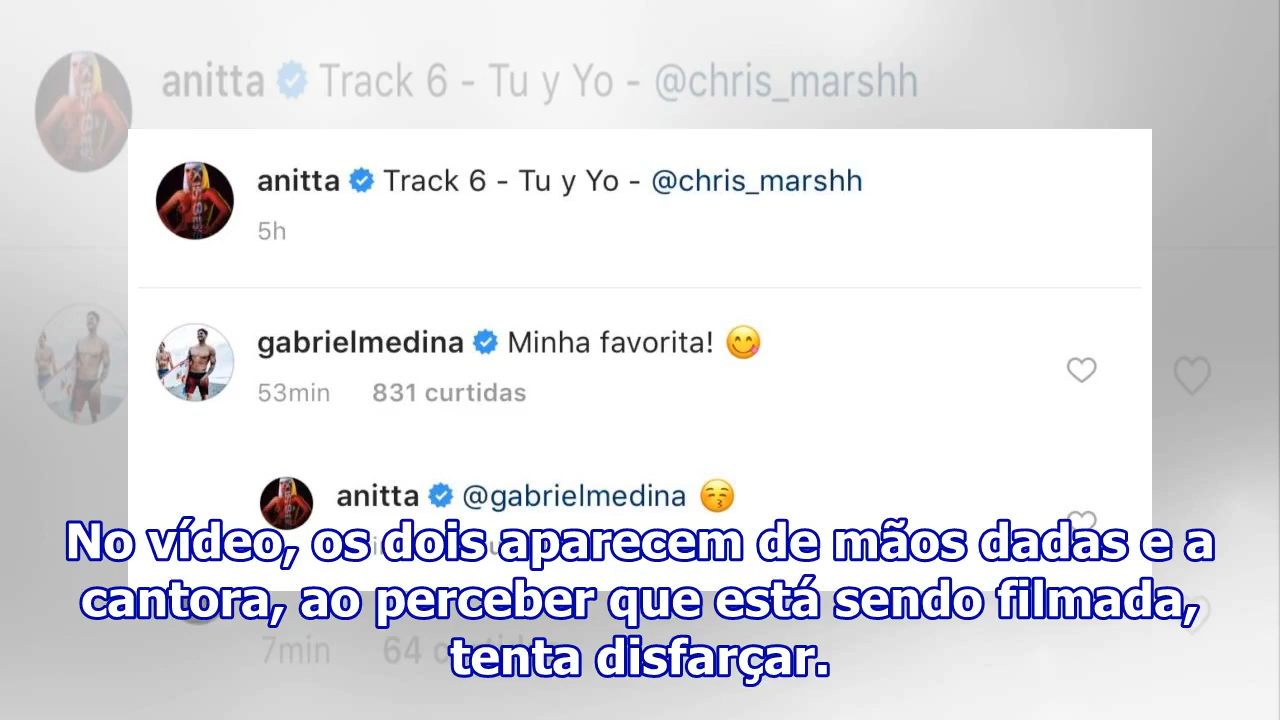 anitta Track 6 - Tu y Yo - @chris_marshh
anitta Track 6 - Tu y Yo - @chris_marshh
5h
gabrielmedina Minha favorita! 😋
53min 831 curtidas
anitta @gabrielmedina 😚
No vídeo, os dois aparecem de mãos dadas e a
cantora, ao perceber que está sendo filmada,
tenta disfarçar.
7min 64